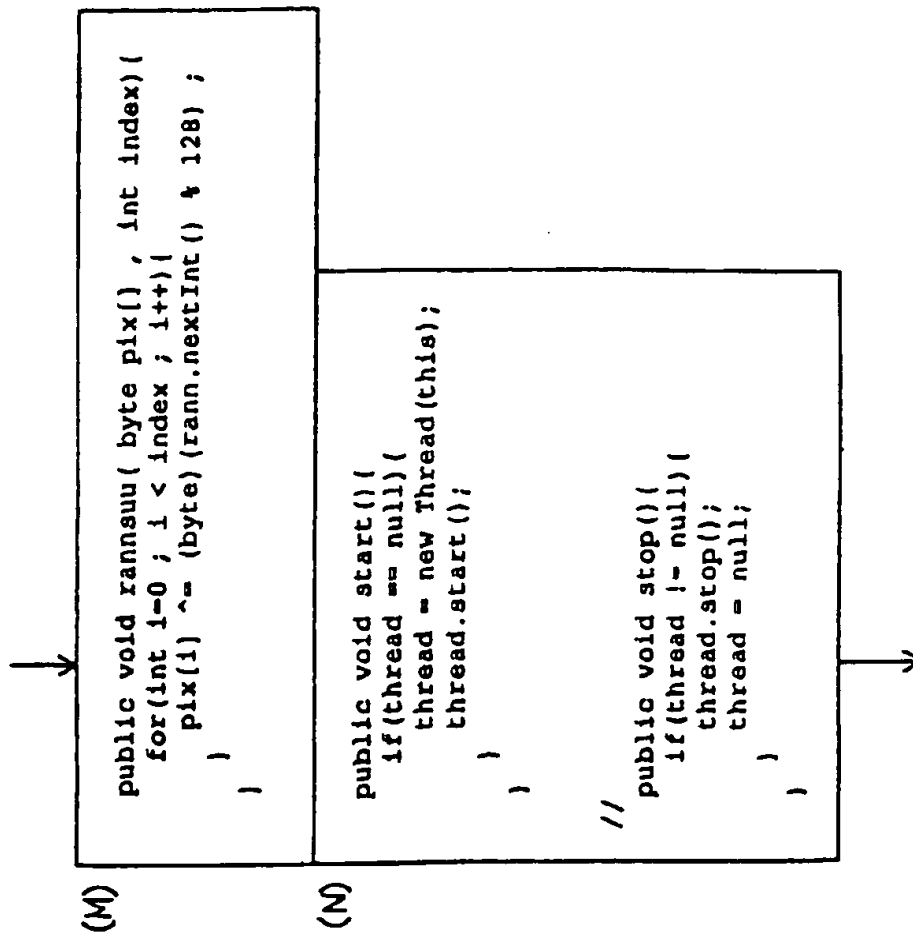 (M)
public void rannsuu( byte pix[] , int index){
for(int i=0 ; i < index ; i++){
pix[i] ^= (byte)(rann.nextInt() % 128) ;
}
}
(N)
public void start(){
if(thread == null){
thread = new Thread(this);
thread.start();
}
}
//
public void stop(){
if(thread != null){
thread.stop();
thread = null;
}
}